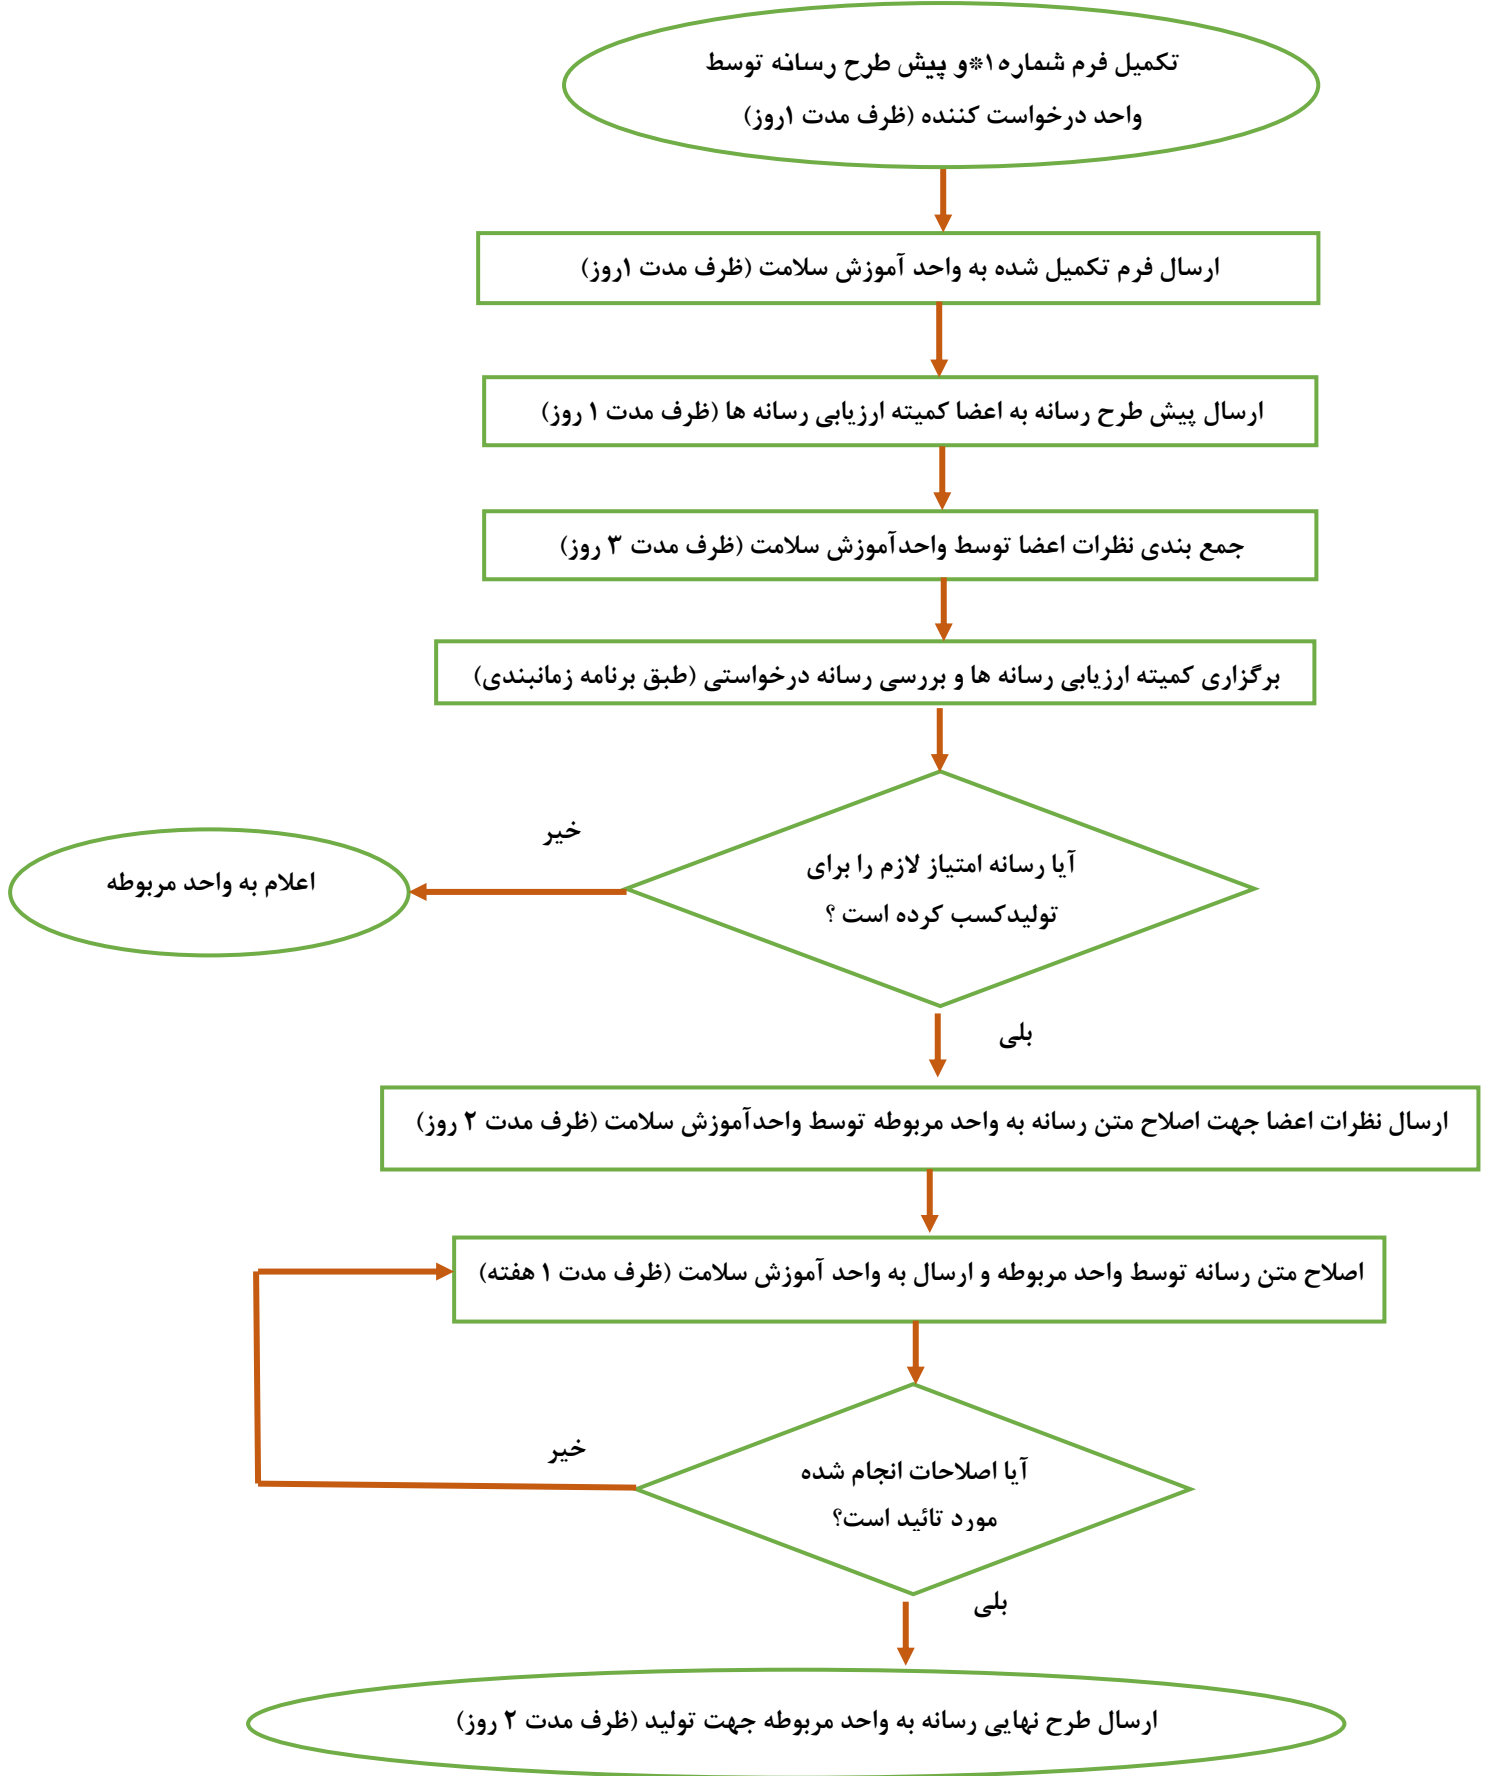 تکمیل فرم شماره۱*و پیش طرح رسانه توسط
واحد درخواست کننده (ظرف مدت ۱روز)
ارسال فرم تکمیل شده به واحد آموزش سلامت (ظرف مدت ۱روز)
ارسال پیش طرح رسانه به اعضا کمیته ارزیابی رسانه ها (ظرف مدت ۱ روز)
جمع بندی نظرات اعضا توسط واحدآموزش سلامت (ظرف مدت ۳ روز)
برگزاری کمیته ارزیابی رسانه ها و بررسی رسانه درخواستی (طبق برنامه زمانبندی)
آیا رسانه امتیاز لازم را برای
تولیدکسب کرده است ؟
خیر
اعلام به واحد مربوطه
بلی
ارسال نظرات اعضا جهت اصلاح متن رسانه به واحد مربوطه توسط واحدآموزش سلامت (ظرف مدت ۲ روز)
اصلاح متن رسانه توسط واحد مربوطه و ارسال به واحد آموزش سلامت (ظرف مدت ۱ هفته)
آیا اصلاحات انجام شده
مورد تائید است؟
خیر
بلی
ارسال طرح نهایی رسانه به واحد مربوطه جهت تولید (ظرف مدت ۲ روز)